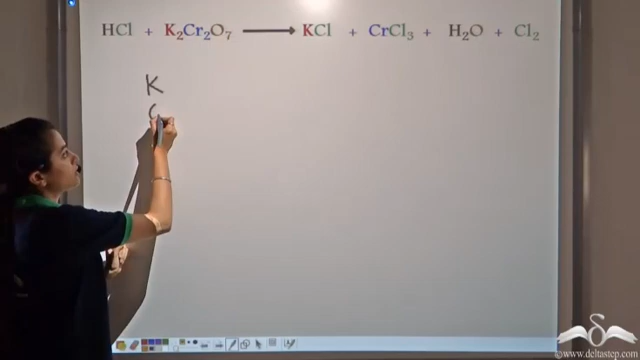 HCl + K₂Cr₂O₇ ⟶ KCl + CrCl₃ + H₂O + Cl₂
K
C
©www.deltastep.com